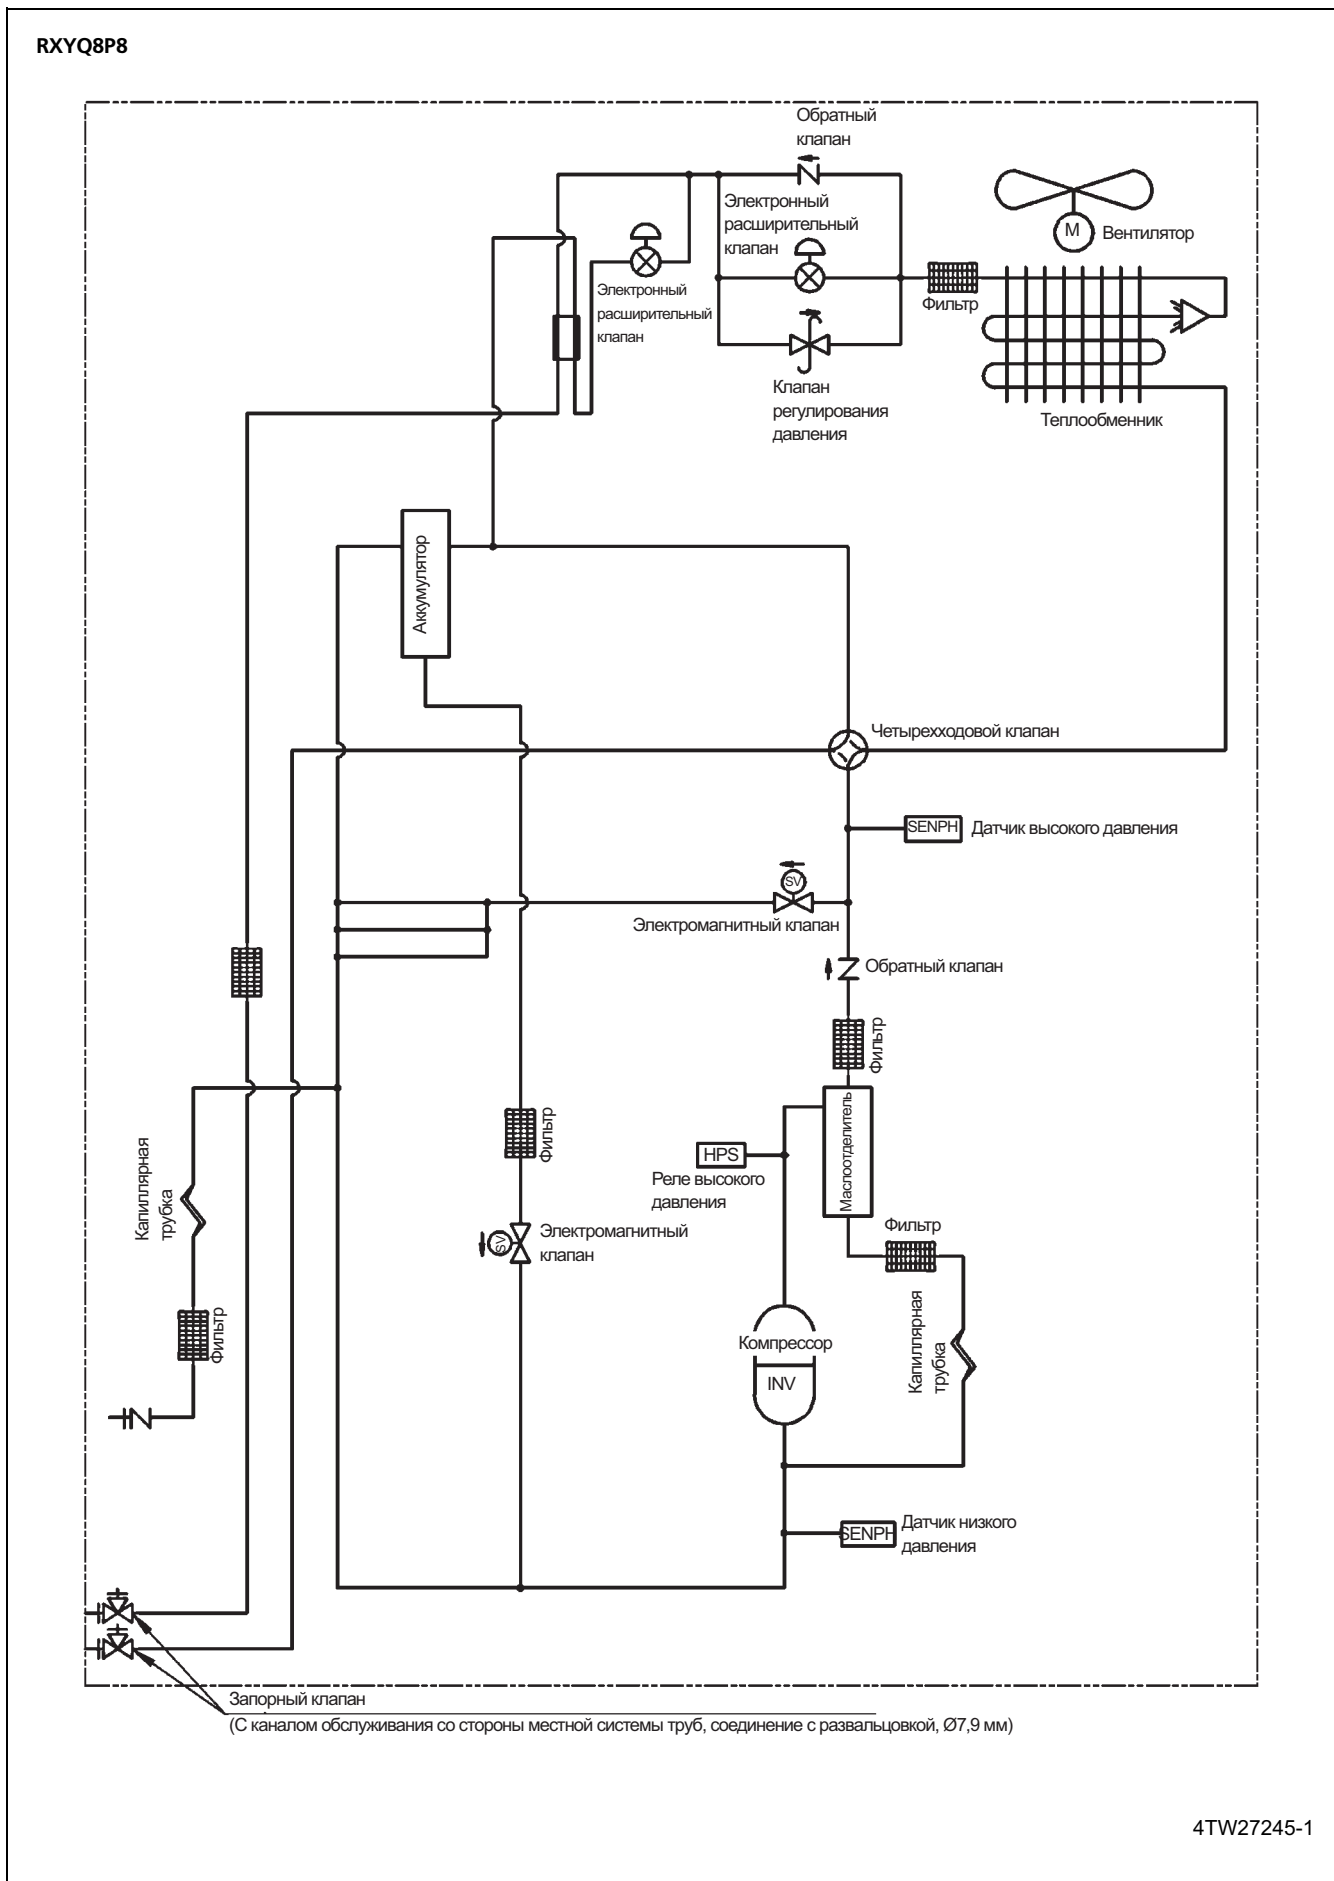 RXYQ8P8
Обратный
клапан
Электронный
расширительный
клапан
M
Вентилятор
Электронный
расширительный
клапан
Фильтр
Клапан
регулирования
давления
Теплообменник
Аккумулятор
Четырехходовой клапан
SENPH
Датчик высокого давления
SV
Электромагнитный клапан
Обратный клапан
Фильтр
Маслоотделитель
HPS
Реле высокого
давления
Фильтр
Капиллярная
трубка
SV
Электромагнитный
клапан
Фильтр
Капиллярная
трубка
Фильтр
Компрессор
INV
Капиллярная
трубка
SENPH
Датчик низкого
давления
Запорный клапан
(С каналом обслуживания со стороны местной системы труб, соединение с развальцовкой, Ø7,9 мм)
4TW27245-1